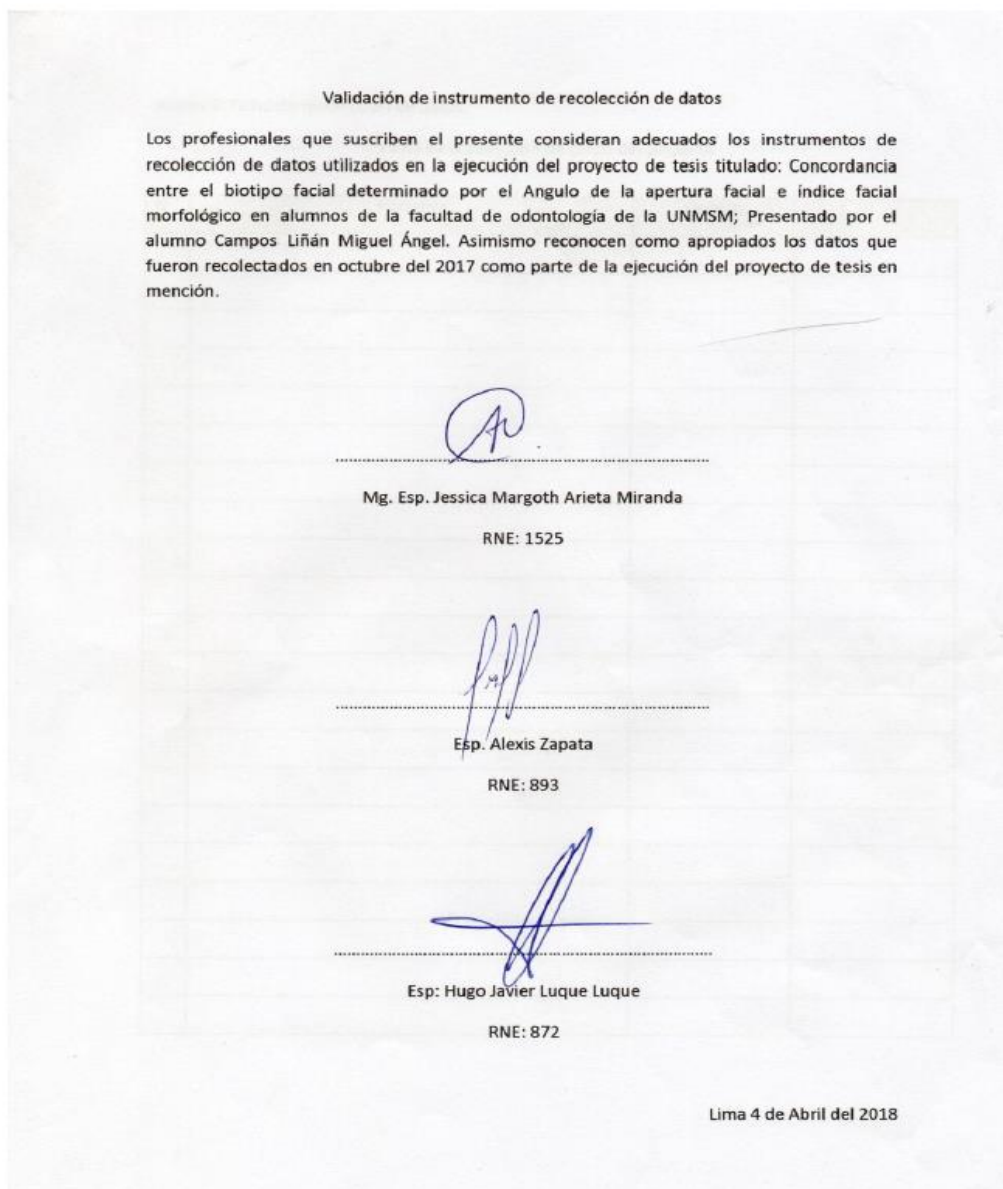 Validación de instrumento de recolección de datos
Los profesionales que suscriben el presente consideran adecuados los instrumentos de
recolección de datos utilizados en la ejecución del proyecto de tesis titulado: Concordancia
entre el biotipo facial determinado por el Angulo de la apertura facial e índice facial
morfológico en alumnos de la facultad de odontología de la UNMSM; Presentado por el
alumno Campos Liñán Miguel Ángel. Asimismo reconocen como apropiados los datos que
fueron recolectados en octubre del 2017 como parte de la ejecución del proyecto de tesis en
mención.
Mg. Esp. Jessica Margoth Arieta Miranda
RNE: 1525
Esp. Alexis Zapata
RNE: 893
Esp: Hugo Javier Luque Luque
RNE: 872
Lima 4 de Abril del 2018